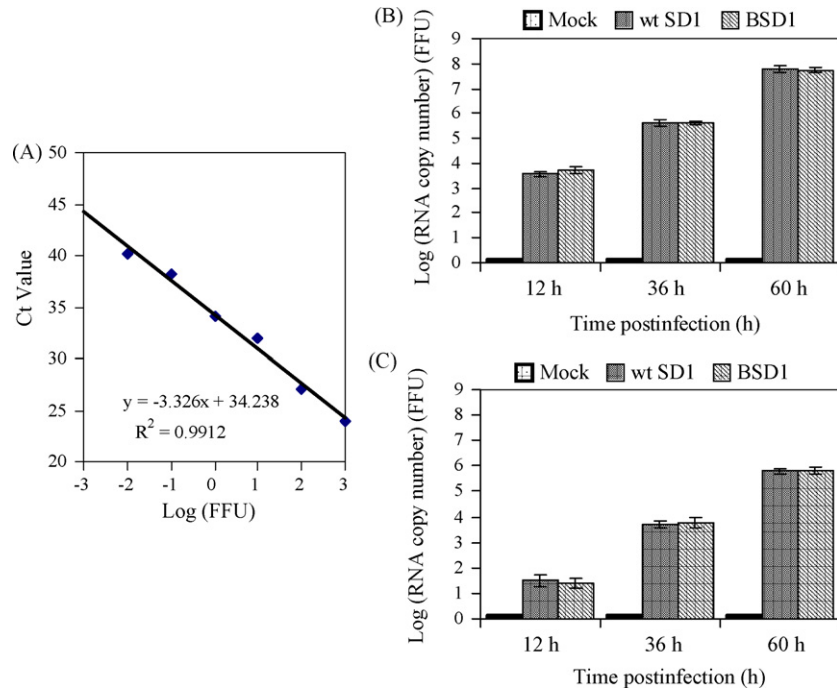 (A)
50
45
40
35
30
25
20
Ct Value
y = -3.326x + 34.238
R² = 0.9912
-3 -2 -1 0 1 2 3
Log (FFU)
(B)
Mock wt SD1 BSD1
Log (RNA copy number) (FFU)
9
8
7
6
5
4
3
2
1
0
12 h 36 h 60 h
Time postinfection (h)
(C)
Mock wt SD1 BSD1
Log (RNA copy number) (FFU)
9
8
7
6
5
4
3
2
1
0
12 h 36 h 60 h
Time postinfection (h)